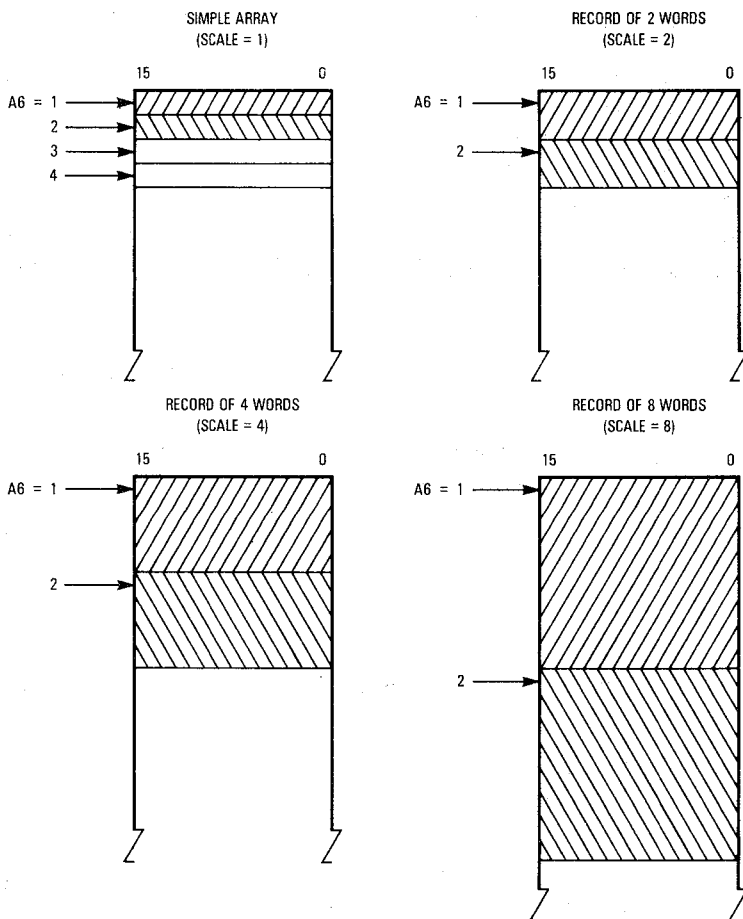 SIMPLE ARRAY
(SCALE = 1)
15 0
A6 = 1
2
3
4
RECORD OF 2 WORDS
(SCALE = 2)
15 0
A6 = 1
2
RECORD OF 4 WORDS
(SCALE = 4)
15 0
A6 = 1
2
RECORD OF 8 WORDS
(SCALE = 8)
15 0
A6 = 1
2